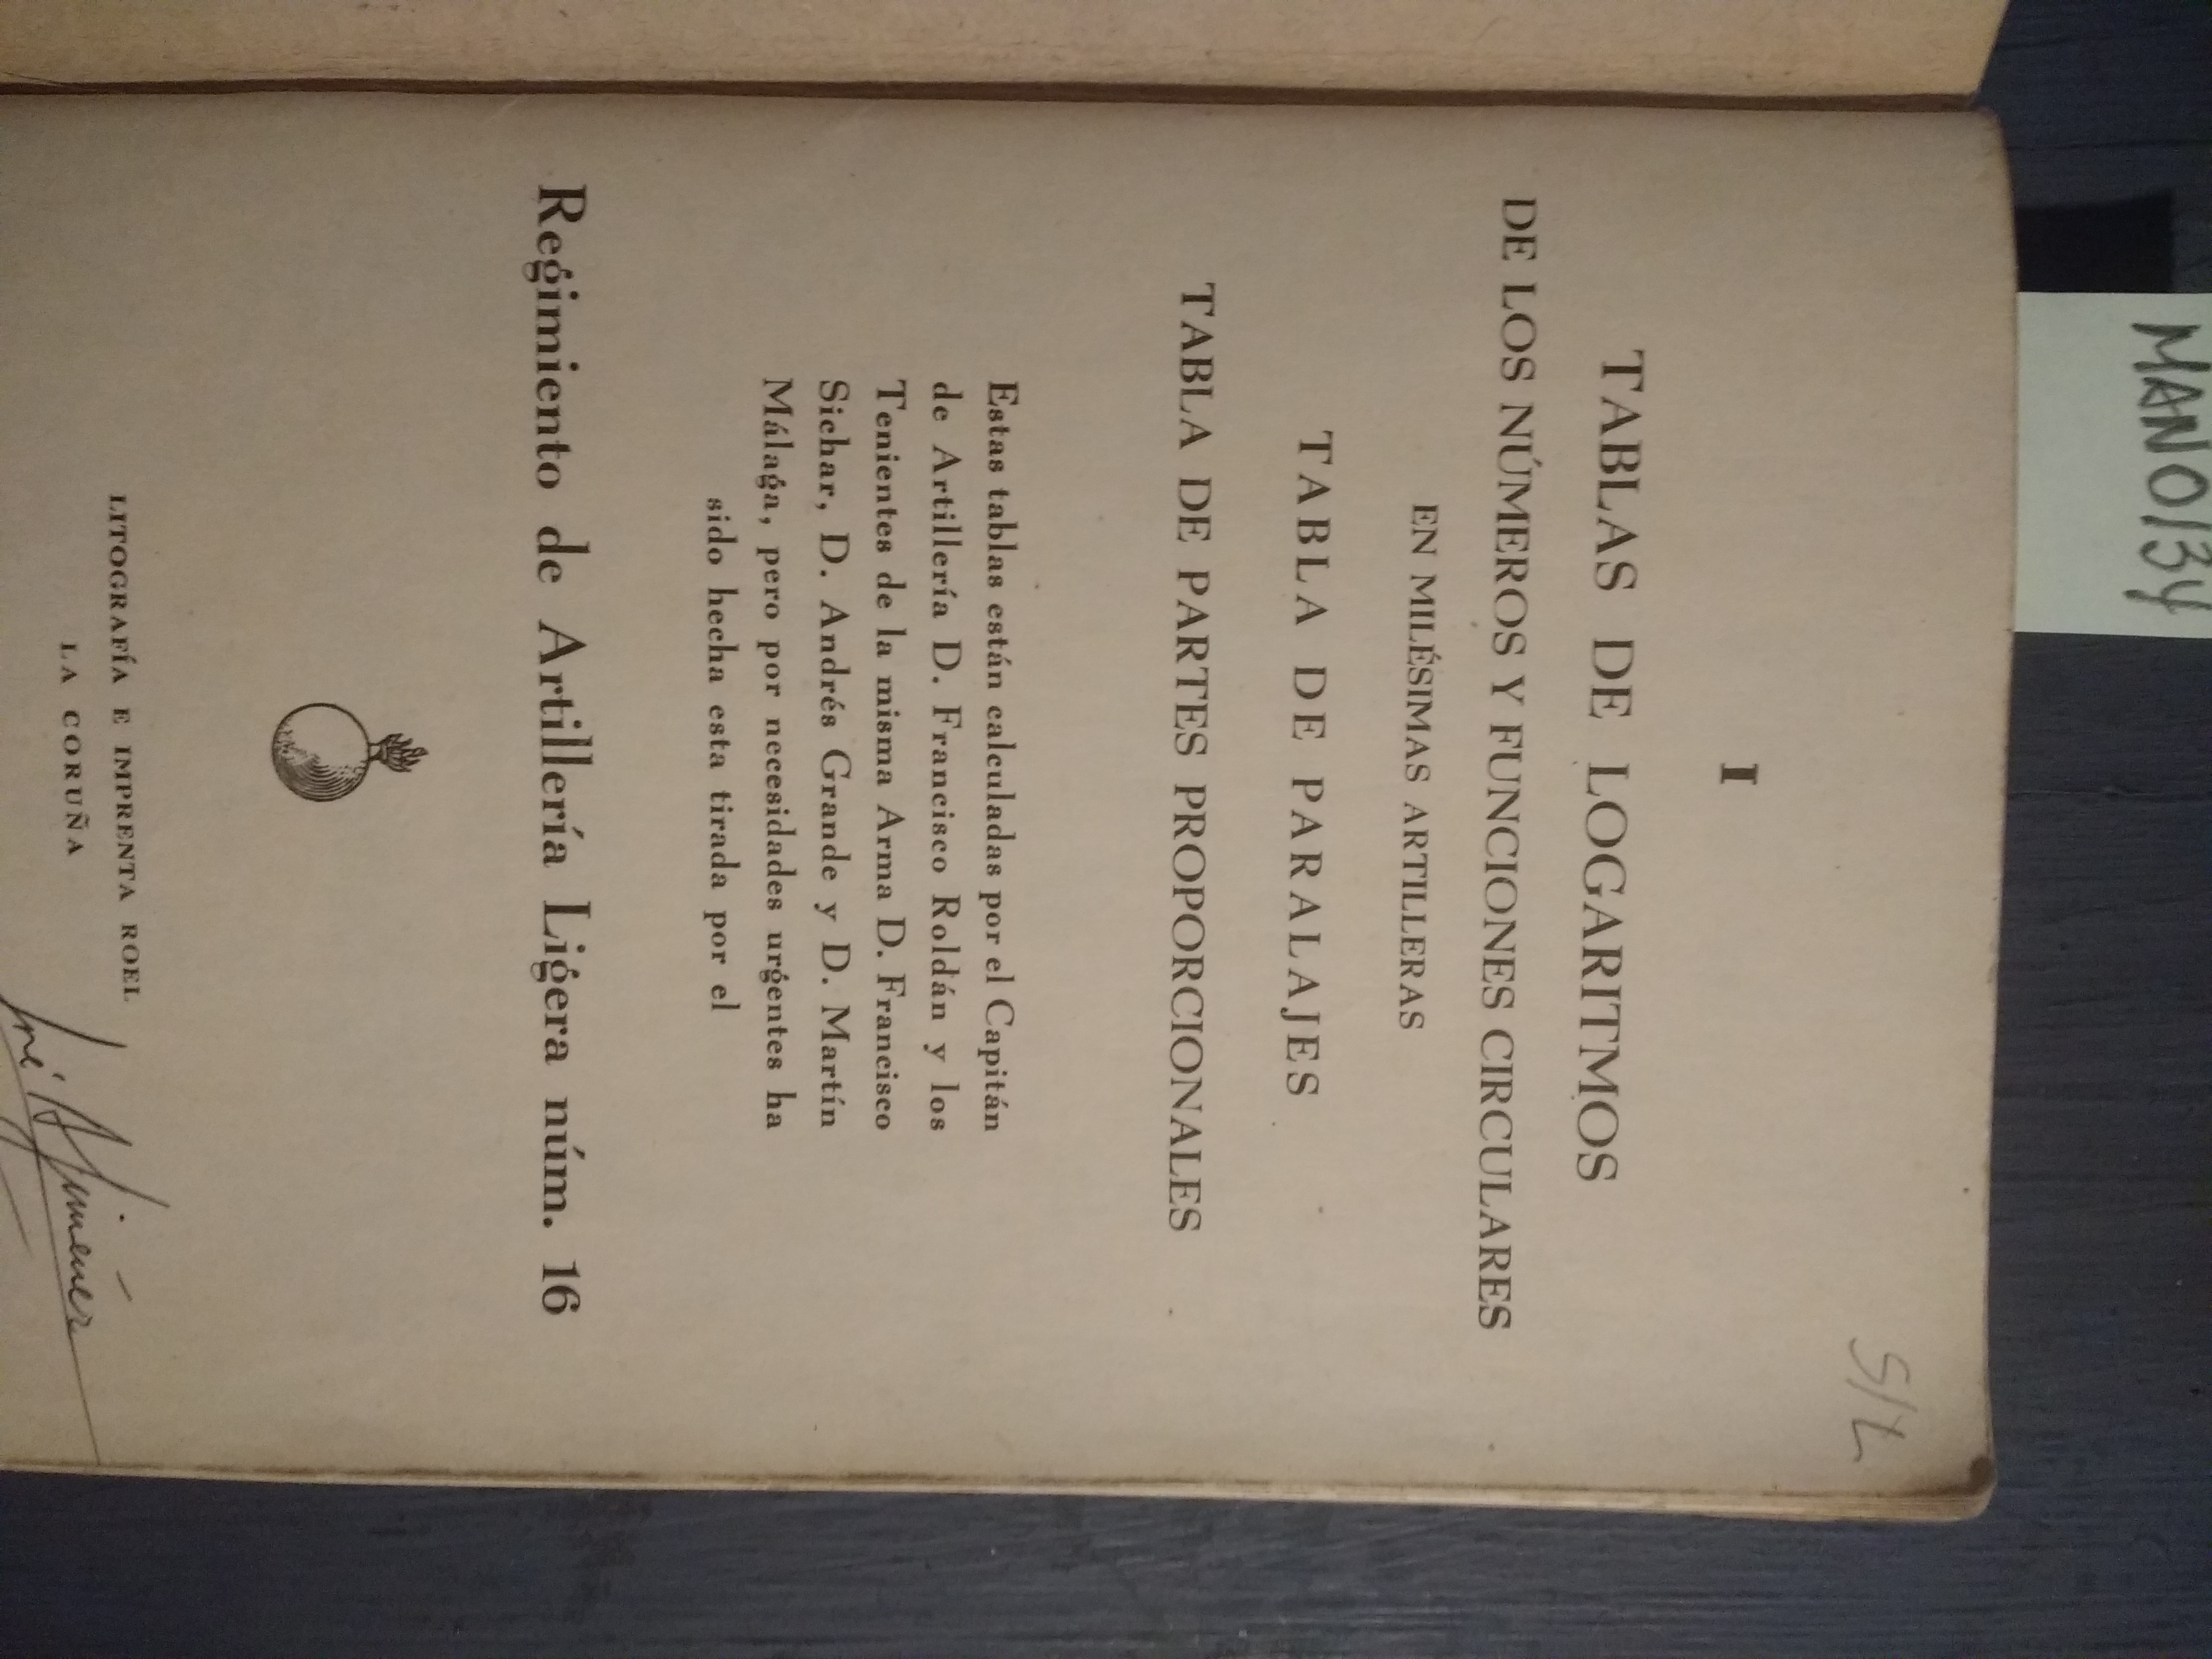 MANO134
S/L
I
TABLAS DE LOGARITMOS
DE LOS NÚMEROS Y FUNCIONES CIRCULARES
EN MILÉSIMAS ARTILLERAS
TABLA DE PARALAJES
TABLA DE PARTES PROPORCIONALES
Estas tablas están calculadas por el Capitán
de Artillería D. Francisco Roldán y los
Tenientes de la misma Arma D. Francisco
Sichar, D. Andrés Grande y D. Martín
Málaga, pero por necesidades urgentes ha
sido hecha esta tirada por el
Regimiento de Artillería Ligera núm. 16
LITOGRAFÍA E IMPRENTA ROEL
LA CORUÑA